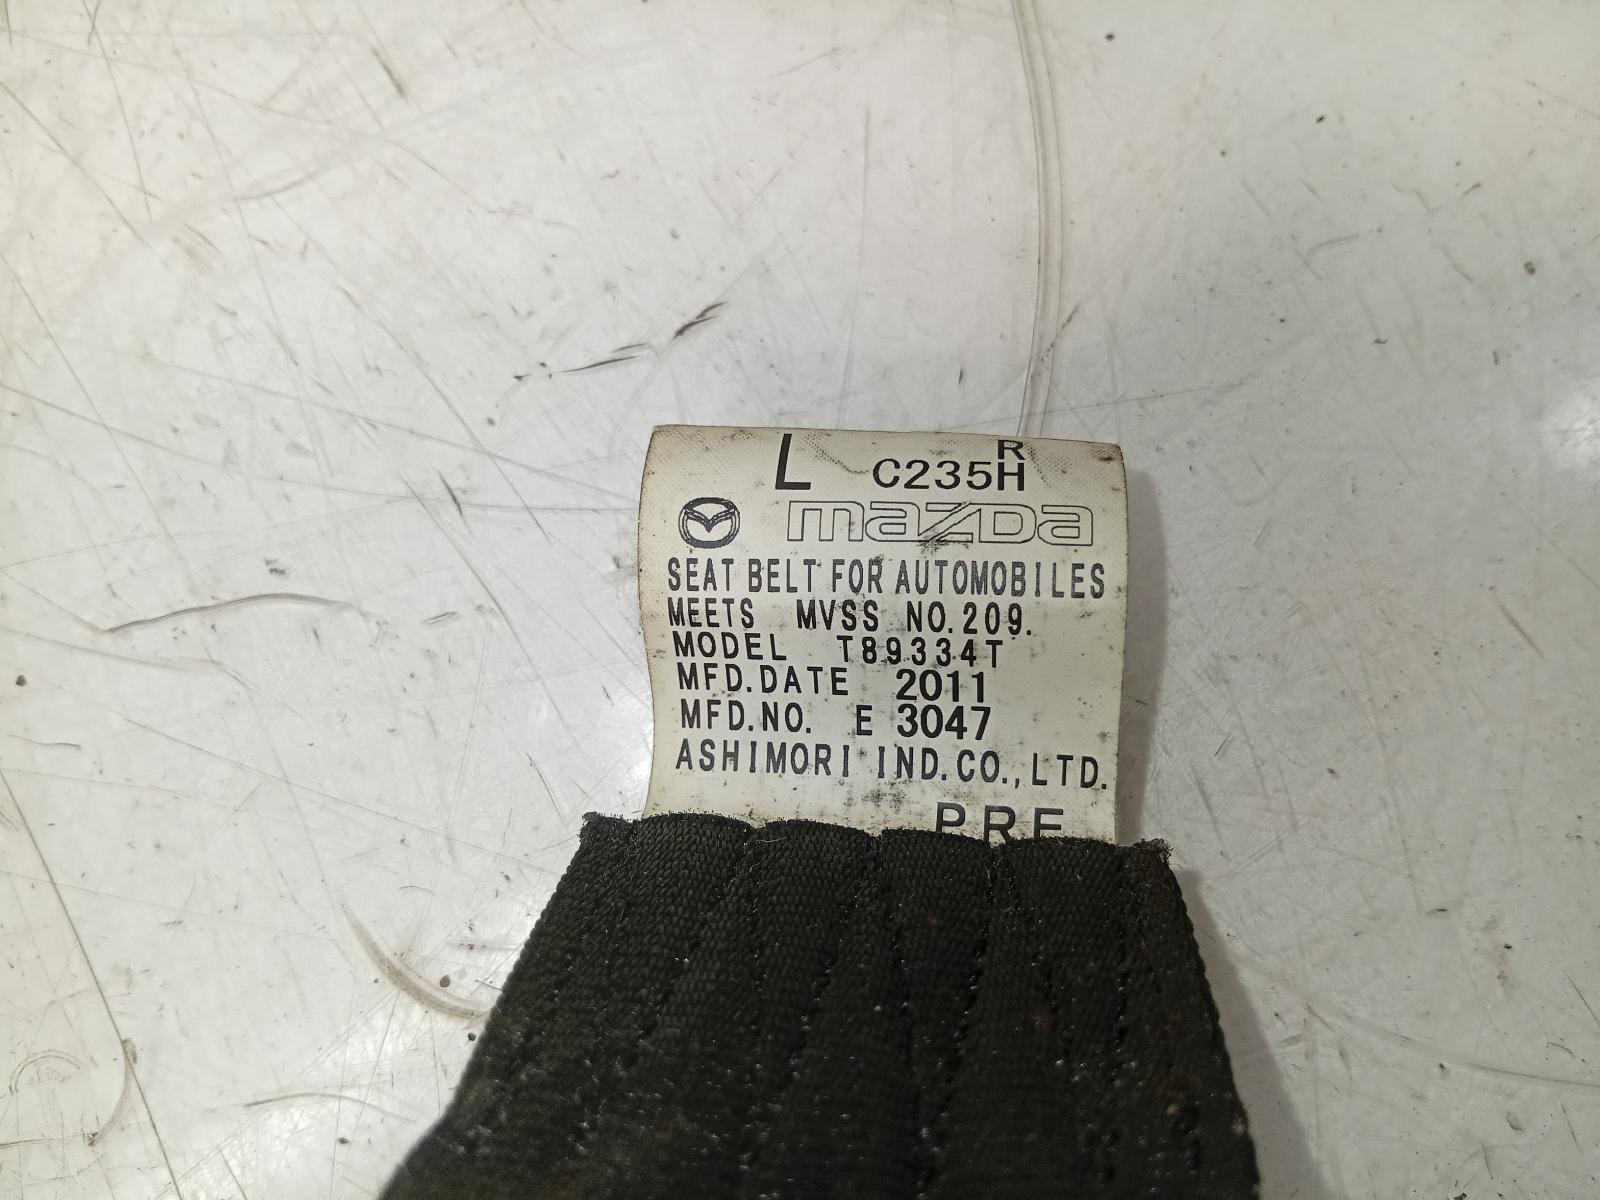 L C235H R
mazda
SEAT BELT FOR AUTOMOBILES
MEETS MVSS NO.209.
MODEL T89334T
MFD.DATE 2011
MFD.NO. E 3047
ASHIMORI IND.CO.,LTD.
PRE